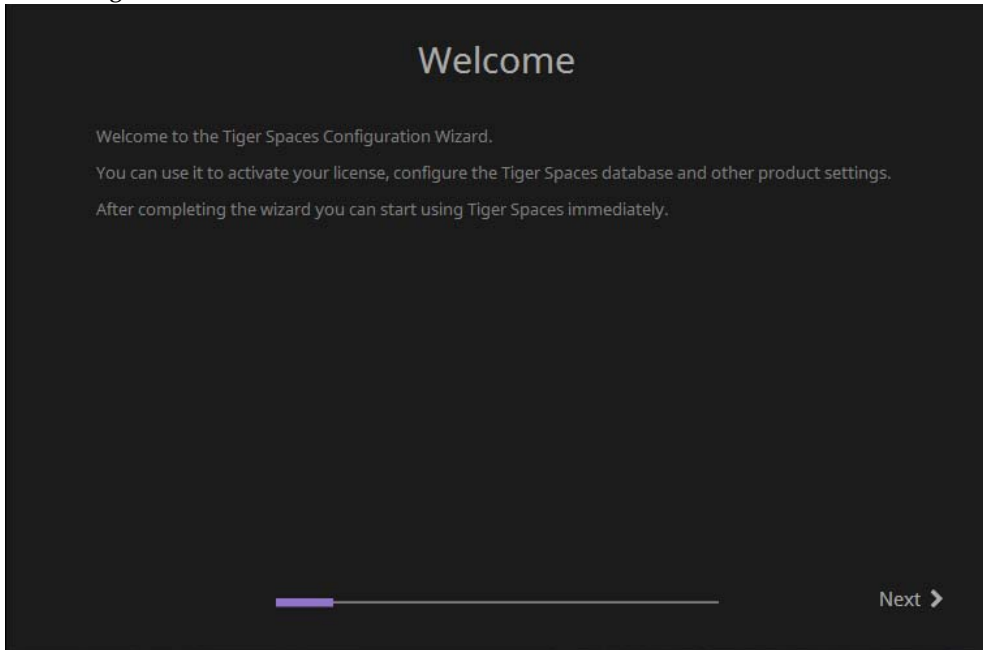 Welcome
Welcome to the Tiger Spaces Configuration Wizard.
You can use it to activate your license, configure the Tiger Spaces database and other product settings.
After completing the wizard you can start using Tiger Spaces immediately.
Next